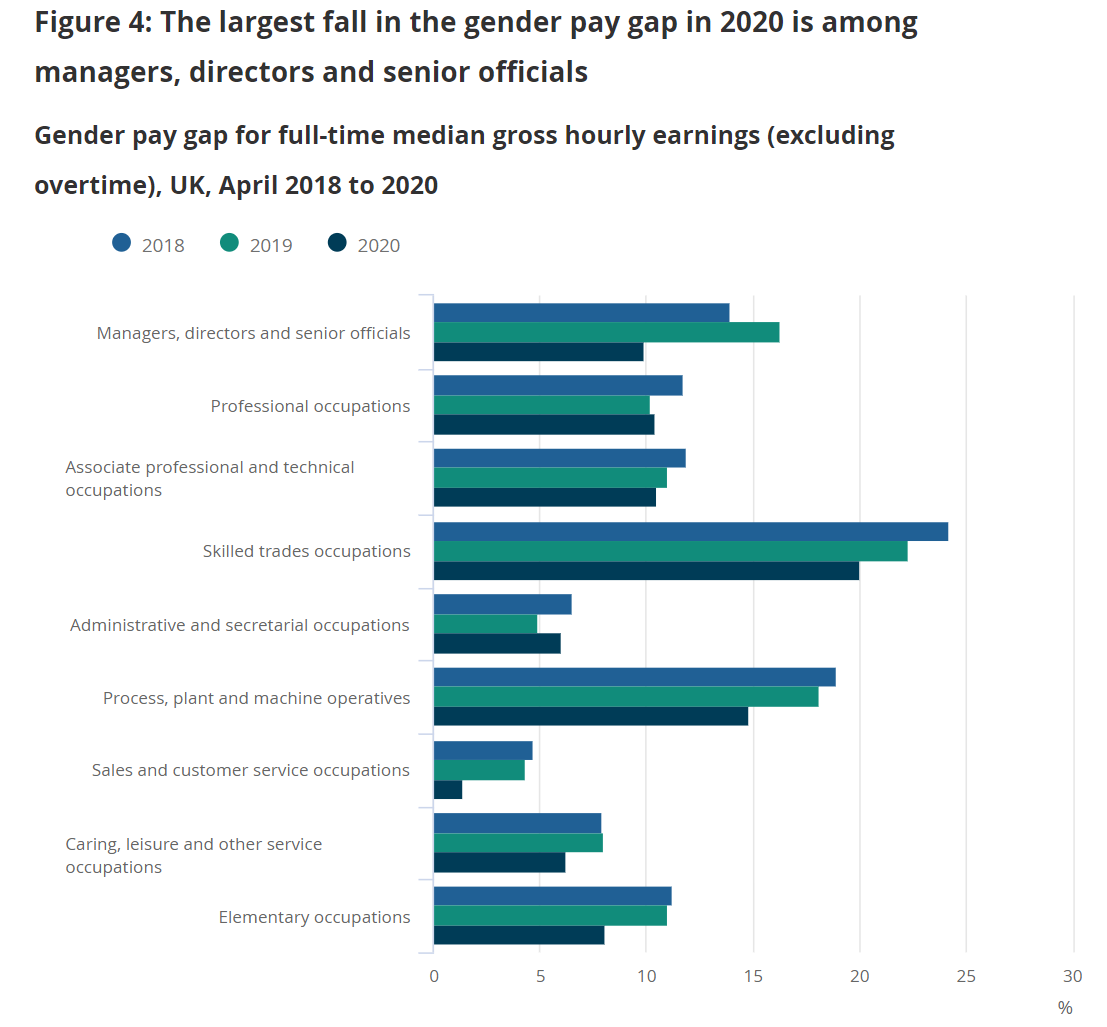 Figure 4: The largest fall in the gender pay gap in 2020 is among
managers, directors and senior officials
Gender pay gap for full-time median gross hourly earnings (excluding
overtime), UK, April 2018 to 2020
2018 2019 2020
Managers, directors and senior officials
Professional occupations
Associate professional and technical
occupations
Skilled trades occupations
Administrative and secretarial occupations
Process, plant and machine operatives
Sales and customer service occupations
Caring, leisure and other service
occupations
Elementary occupations
0 5 10 15 20 25 30
%